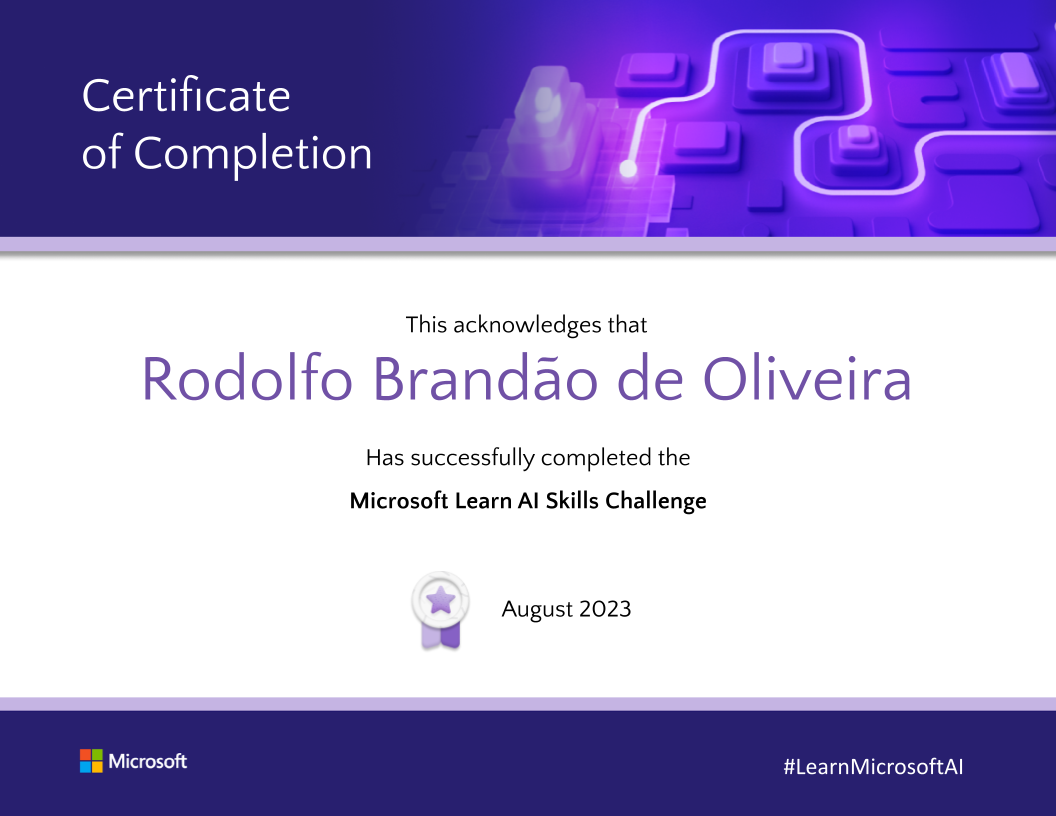 Certificate
of Completion
This acknowledges that
Rodolfo Brandão de Oliveira
Has successfully completed the
Microsoft Learn AI Skills Challenge
August 2023
Microsoft
#LearnMicrosoftAI